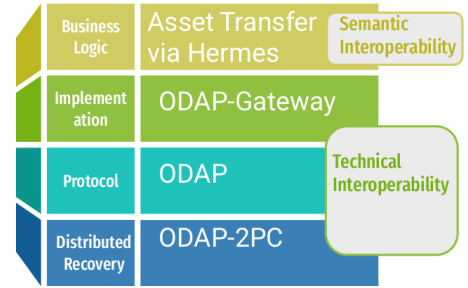 Business
Logic
Asset Transfer
via Hermes
Semantic
Interoperability
Implement
ation
ODAP-Gateway
Protocol
ODAP
Technical
Interoperability
Distributed
Recovery
ODAP-2PC